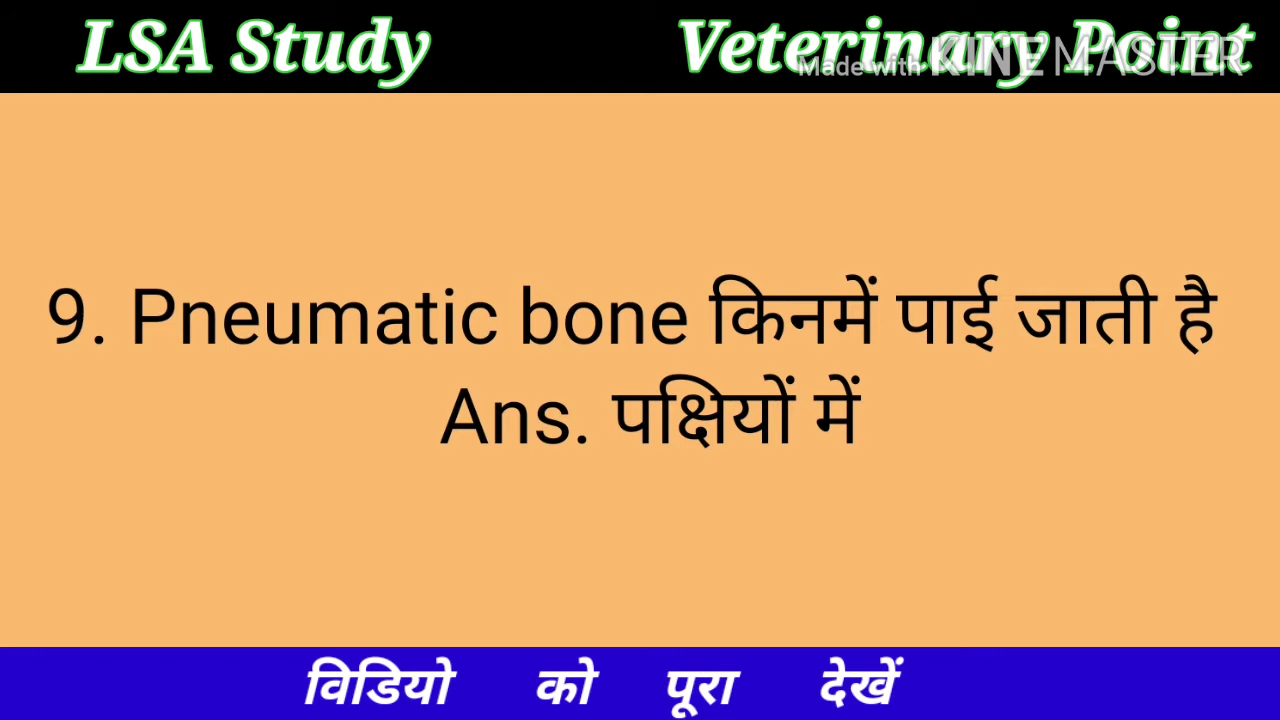 LSA Study
Veterinary Point
Made with KINEMASTER
9. Pneumatic bone किनमें पाई जाती है
Ans. पक्षियों में
विडियो को पूरा देखें